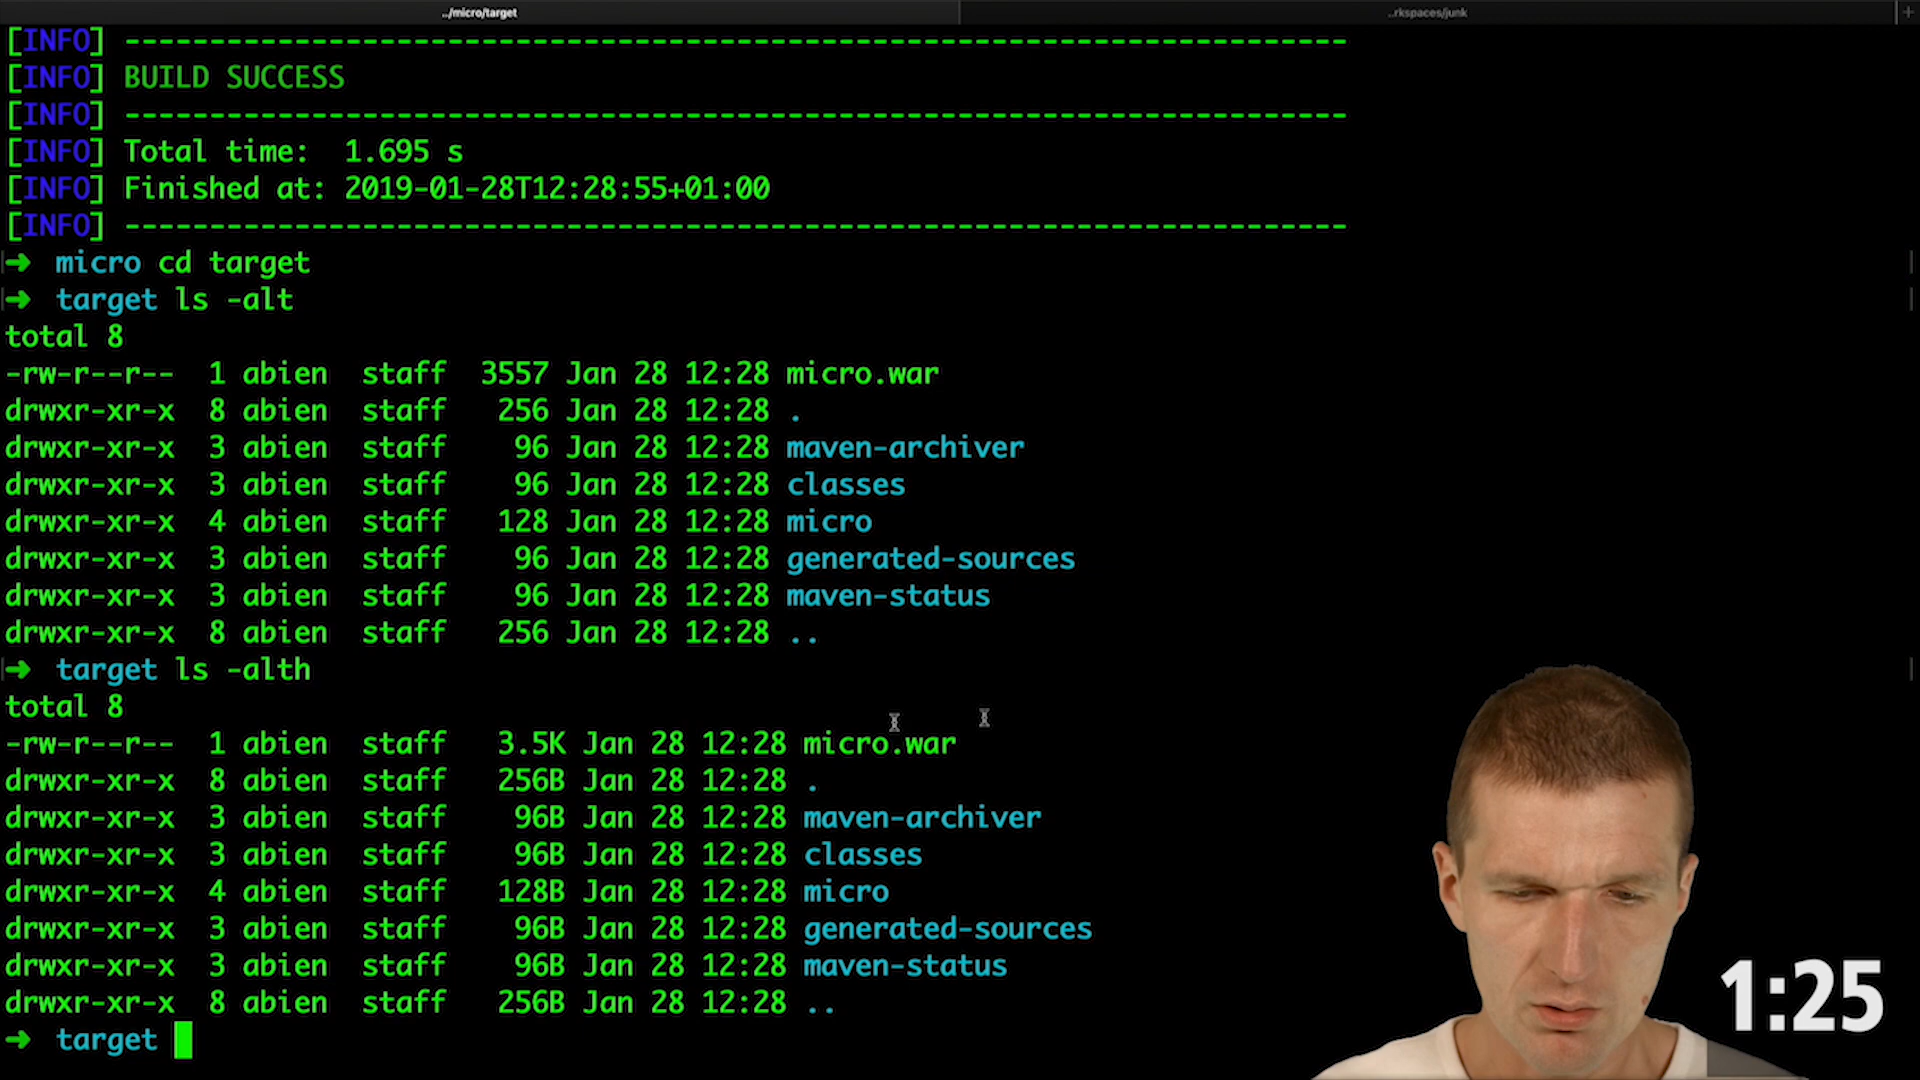 ../micro/target
..rkspaces/junk
[INFO] ------------------------------------------------------------------------
[INFO] BUILD SUCCESS
[INFO] ------------------------------------------------------------------------
[INFO] Total time:  1.695 s
[INFO] Finished at: 2019-01-28T12:28:55+01:00
[INFO] ------------------------------------------------------------------------
➜  micro cd target
➜  target ls -alt
total 8
-rw-r--r--  1 abien  staff  3557 Jan 28 12:28 micro.war
drwxr-xr-x  8 abien  staff   256 Jan 28 12:28 .
drwxr-xr-x  3 abien  staff    96 Jan 28 12:28 maven-archiver
drwxr-xr-x  3 abien  staff    96 Jan 28 12:28 classes
drwxr-xr-x  4 abien  staff   128 Jan 28 12:28 micro
drwxr-xr-x  3 abien  staff    96 Jan 28 12:28 generated-sources
drwxr-xr-x  3 abien  staff    96 Jan 28 12:28 maven-status
drwxr-xr-x  8 abien  staff   256 Jan 28 12:28 ..
➜  target ls -alth
total 8
-rw-r--r--  1 abien  staff   3.5K Jan 28 12:28 micro.war
drwxr-xr-x  8 abien  staff   256B Jan 28 12:28 .
drwxr-xr-x  3 abien  staff    96B Jan 28 12:28 maven-archiver
drwxr-xr-x  3 abien  staff    96B Jan 28 12:28 classes
drwxr-xr-x  4 abien  staff   128B Jan 28 12:28 micro
drwxr-xr-x  3 abien  staff    96B Jan 28 12:28 generated-sources
drwxr-xr-x  3 abien  staff    96B Jan 28 12:28 maven-status
drwxr-xr-x  8 abien  staff   256B Jan 28 12:28 ..
➜  target
1:25